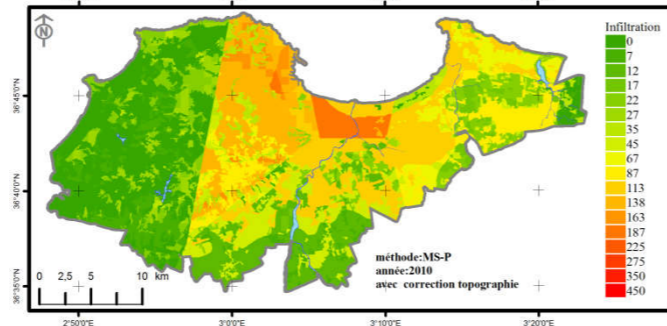 Infiltration
N
0
7
12
17
22
27
35
45
67
87
113
138
163
187
225
275
350
450
36°45'0"N
36°40'0"N
36°35'0"N
0 2,5 5 10 km
méthode:MS-P
année:2010
avec correction topographie
2°50'0"E 3°0'0"E 3°10'0"E 3°20'0"E